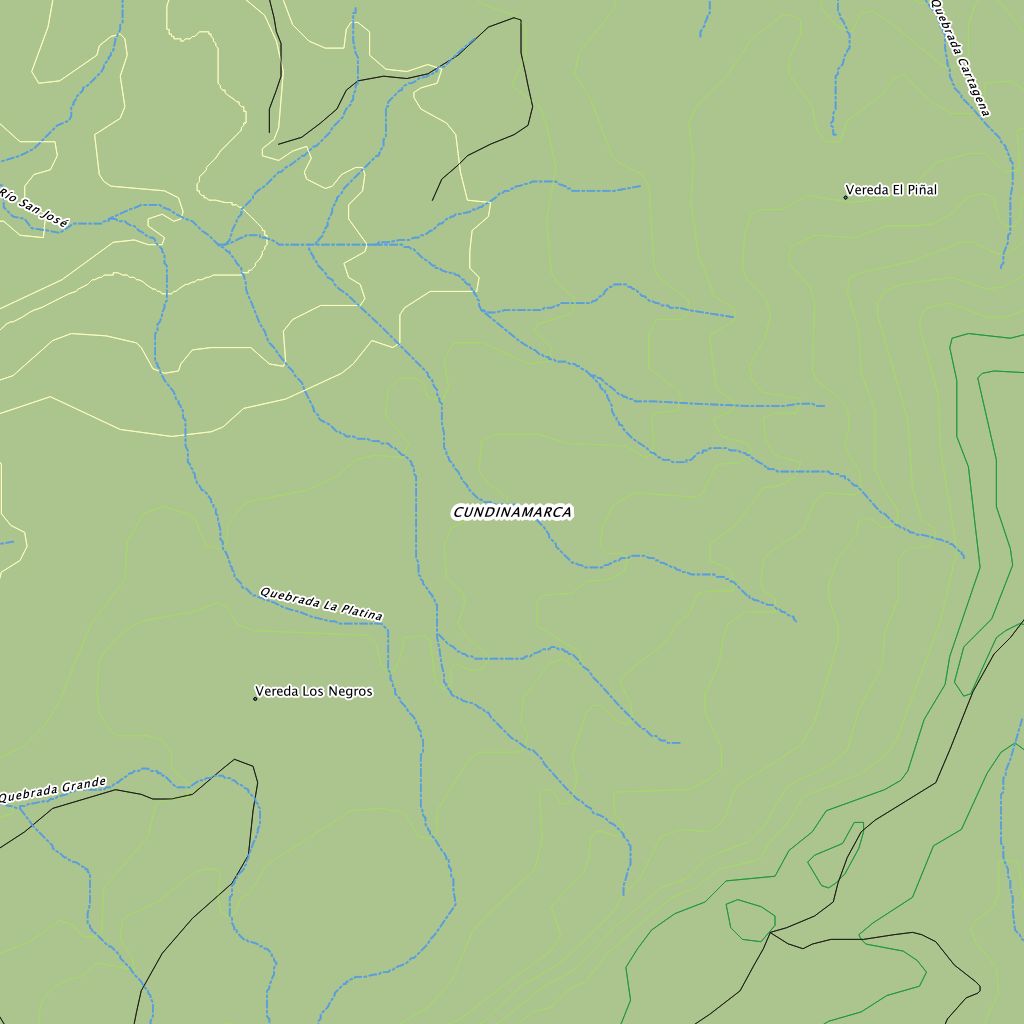 Quebrada Cartagena
Río San José
Vereda El Piñal
CUNDINAMARCA
Quebrada La Platina
Vereda Los Negros
Quebrada Grande